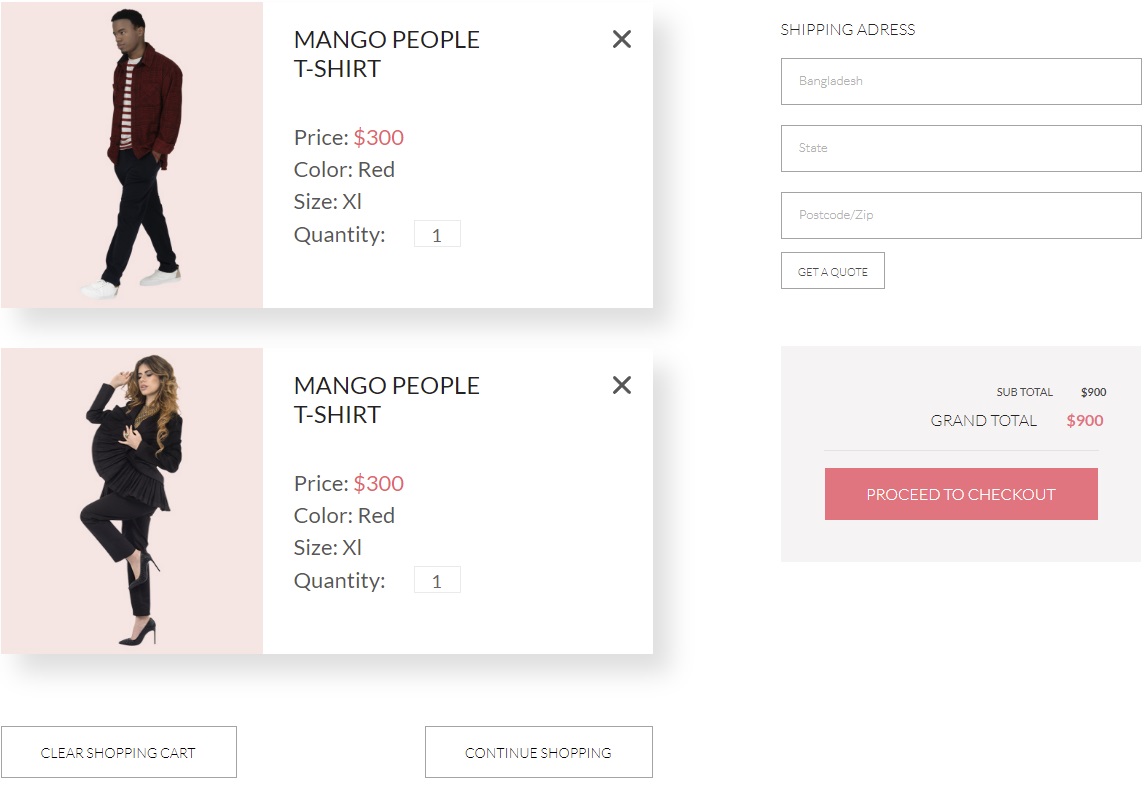 MANGO PEOPLE
T-SHIRT
Price: $300
Color: Red
Size: Xl
Quantity: 1
MANGO PEOPLE
T-SHIRT
Price: $300
Color: Red
Size: Xl
Quantity: 1
CLEAR SHOPPING CART
CONTINUE SHOPPING
SHIPPING ADRESS
Bangladesh
State
Postcode/Zip
GET A QUOTE
SUB TOTAL $900
GRAND TOTAL $900
PROCEED TO CHECKOUT